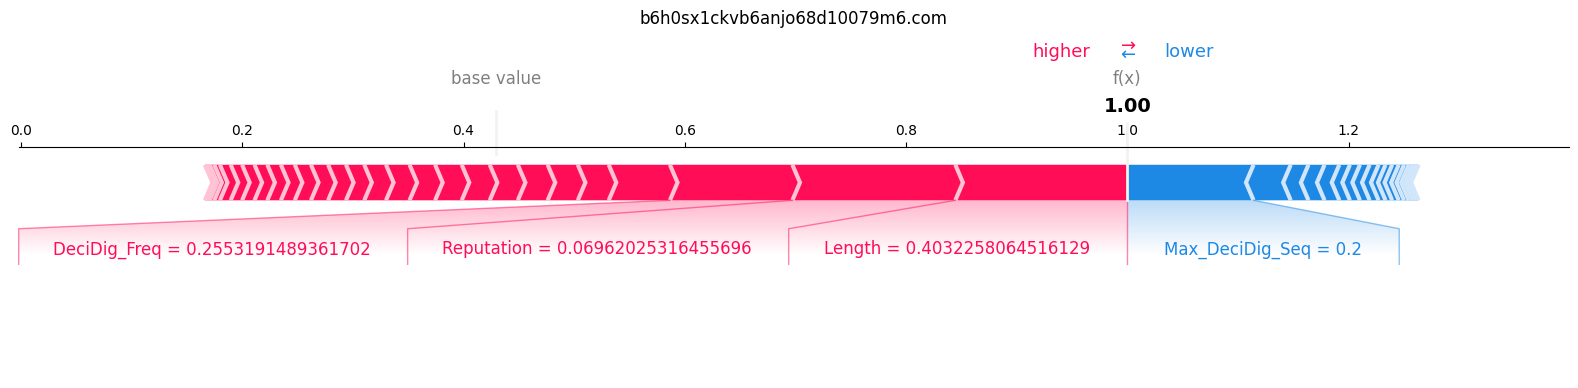 b6h0sx1ckvb6anjo68d10079m6.com
higher → ← lower
base value f(x)
1.00
0.0 0.2 0.4 0.6 0.8 1.0 1.2
DeciDig_Freq = 0.2553191489361702 Reputation = 0.06962025316455696 Length = 0.4032258064516129 Max_DeciDig_Seq = 0.2